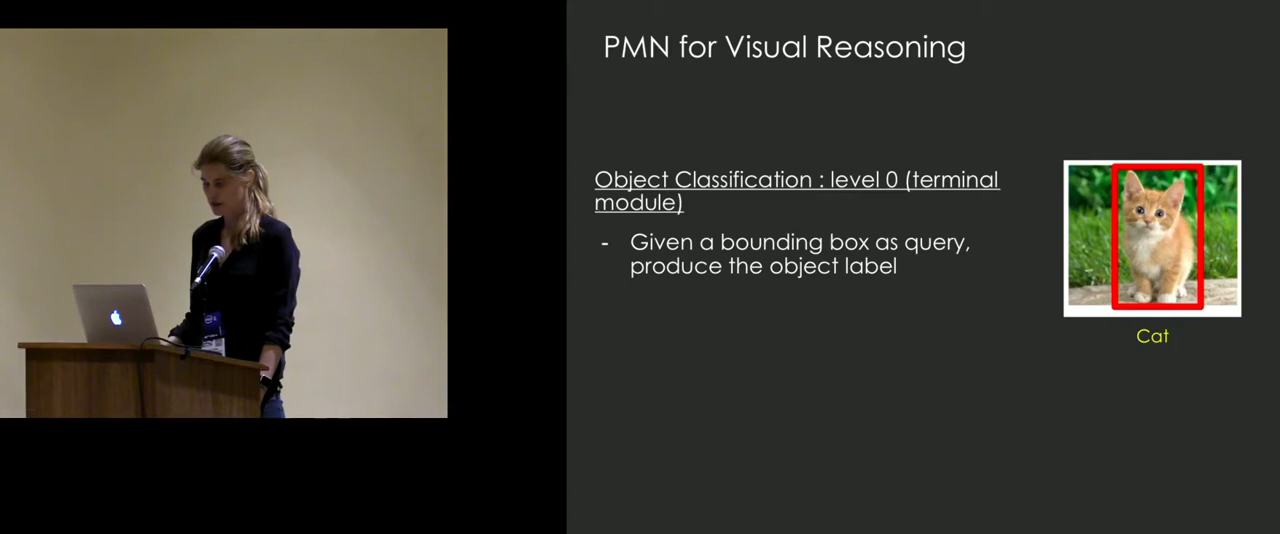 PMN for Visual Reasoning
Object Classification : level 0 (terminal
module)
- Given a bounding box as query,
produce the object label
Cat